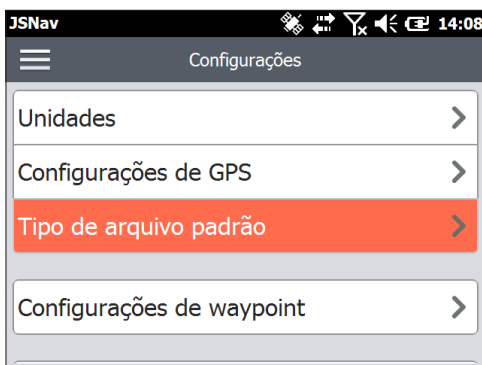 JSNav 14:08
Configurações
Unidades
Configurações de GPS
Tipo de arquivo padrão
Configurações de waypoint